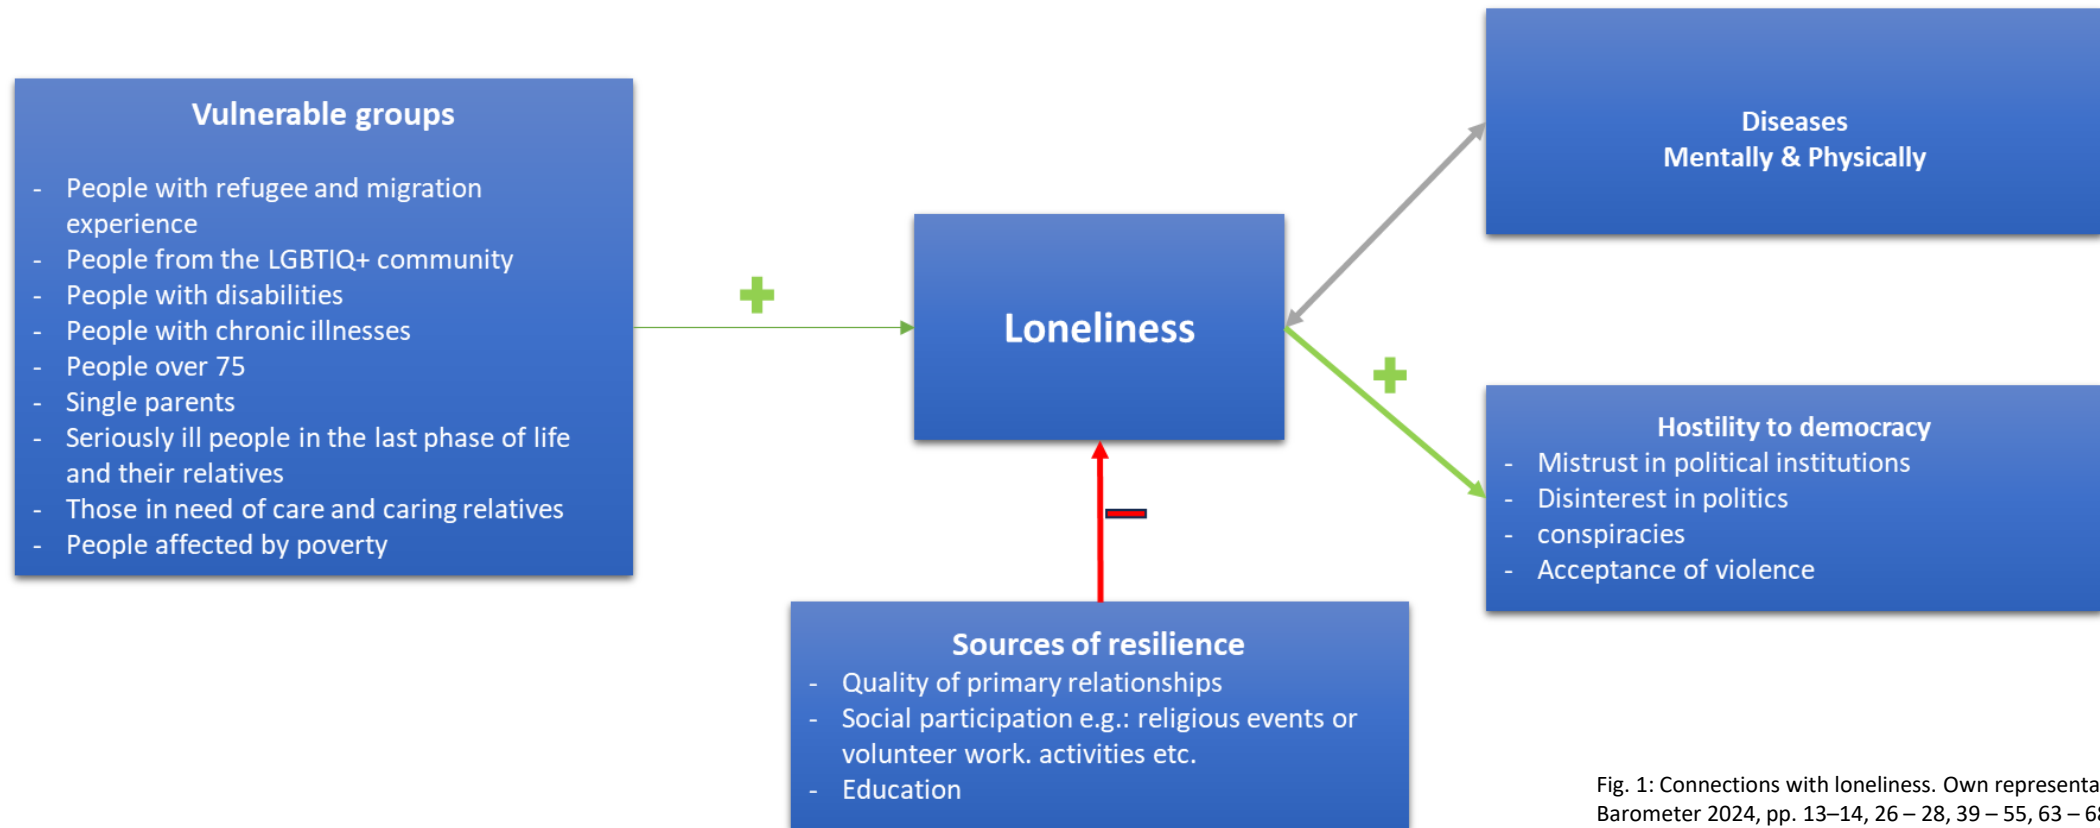 Vulnerable groups
- People with refugee and migration
experience
- People from the LGBTIQ+ community
- People with disabilities
- People with chronic illnesses
- People over 75
- Single parents
- Seriously ill people in the last phase of life
and their relatives
- Those in need of care and caring relatives
- People affected by poverty
Loneliness
Diseases
Mentally & Physically
Hostility to democracy
- Mistrust in political institutions
- Disinterest in politics
- conspiracies
- Acceptance of violence
Sources of resilience
- Quality of primary relationships
- Social participation e.g.: religious events or
volunteer work. activities etc.
- Education
Fig. 1: Connections with loneliness. Own
Barometer 2024, pp. 13–14, 26 – 28, 39 – 55, 63 –